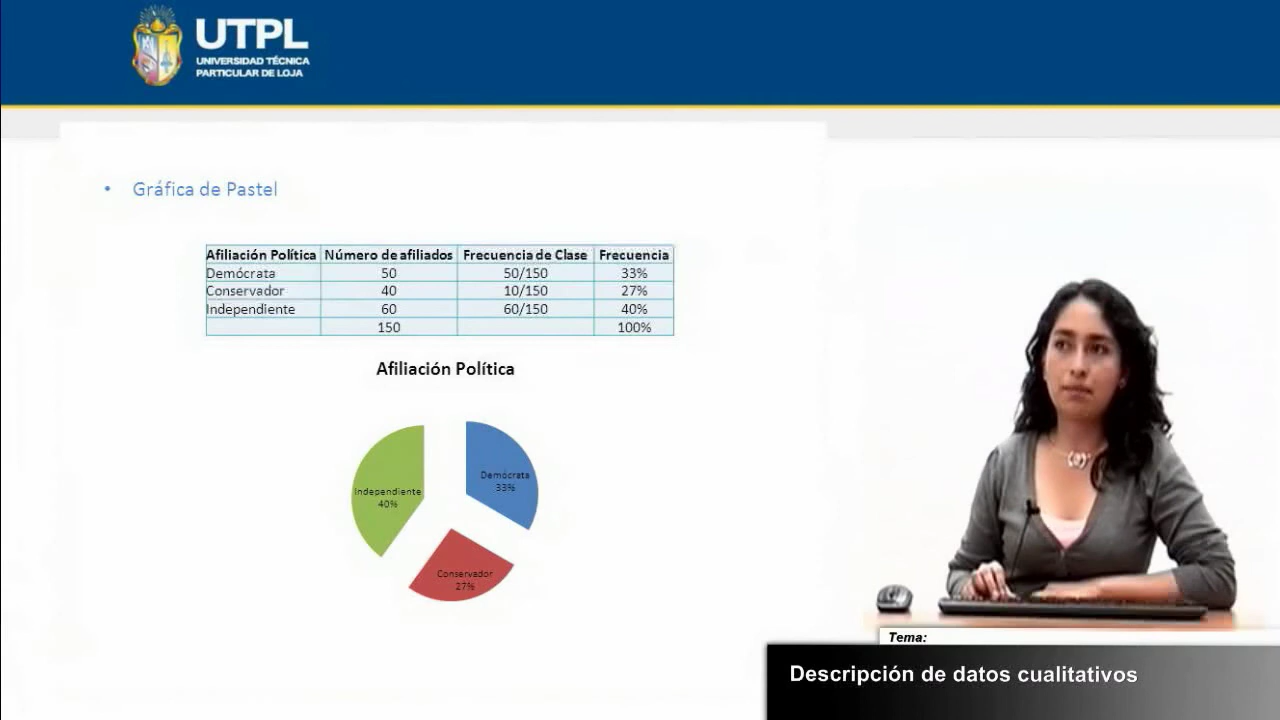 UTPL
UNIVERSIDAD TÉCNICA
PARTICULAR DE LOJA
• Gráfica de Pastel
Afiliación Política Número de afiliados Frecuencia de Clase Frecuencia
Demócrata 50 50/150 33%
Conservador 40 10/150 27%
Independiente 60 60/150 40%
150 100%
Afiliación Política
Demócrata
33%
Independiente
40%
Conservador
27%
Tema:
Descripción de datos cualitativos